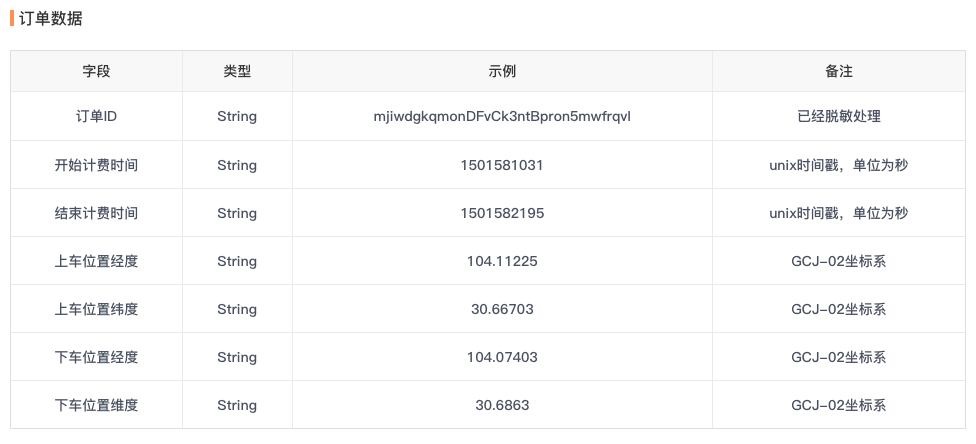 订单数据
字段 类型 示例 备注
订单ID String mjiwdgkqmonDFvCk3ntBpron5mwfrqvl 已经脱敏处理
开始计费时间 String 1501581031 unix时间戳，单位为秒
结束计费时间 String 1501582195 unix时间戳，单位为秒
上车位置经度 String 104.11225 GCJ-02坐标系
上车位置纬度 String 30.66703 GCJ-02坐标系
下车位置经度 String 104.07403 GCJ-02坐标系
下车位置维度 String 30.6863 GCJ-02坐标系